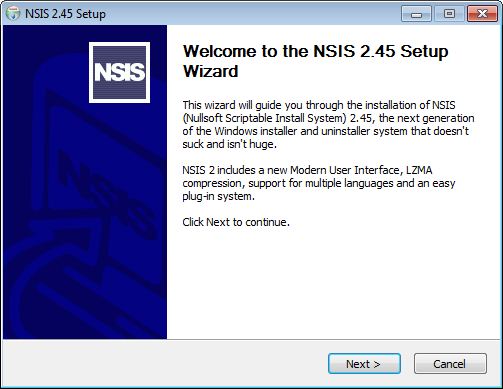 NSIS 2.45 Setup
NSIS
Welcome to the NSIS 2.45 Setup
Wizard
This wizard will guide you through the installation of NSIS
(Nullsoft Scriptable Install System) 2.45, the next generation
of the Windows installer and uninstaller system that doesn't
suck and isn't huge.
NSIS 2 includes a new Modern User Interface, LZMA
compression, support for multiple languages and an easy
plug-in system.
Click Next to continue.
NSIS
Next >
Cancel